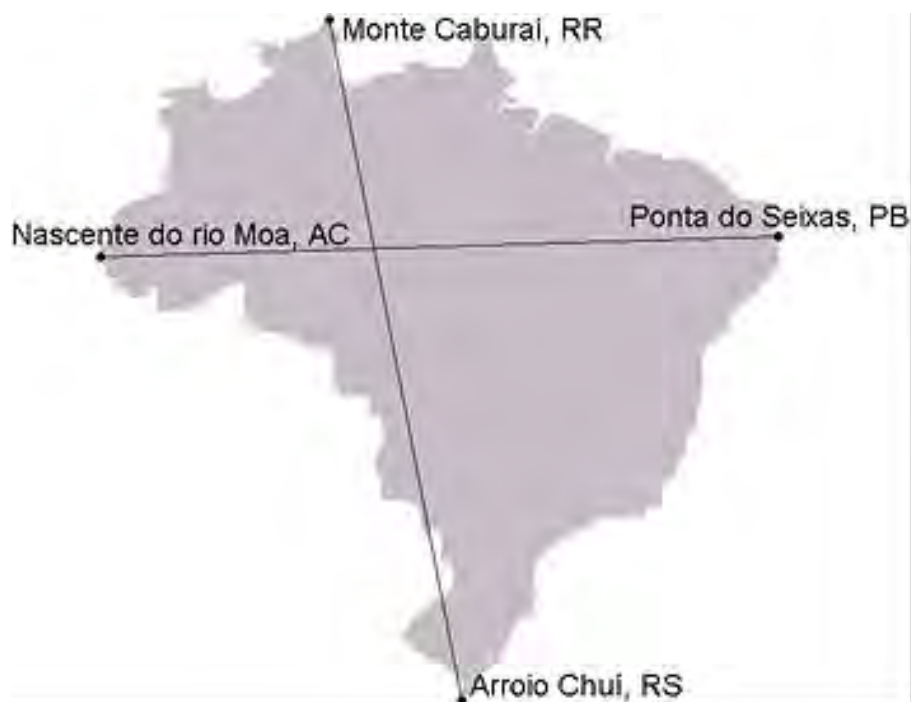 Monte Caburaí, RR
Ponta do Seixas, PB
Nascente do rio Moa, AC
Arroio Chuí, RS